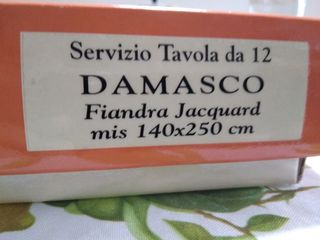 Servizio Tavola da 12
DAMASCO
Fiandra Jacquard
mis 140x250 cm